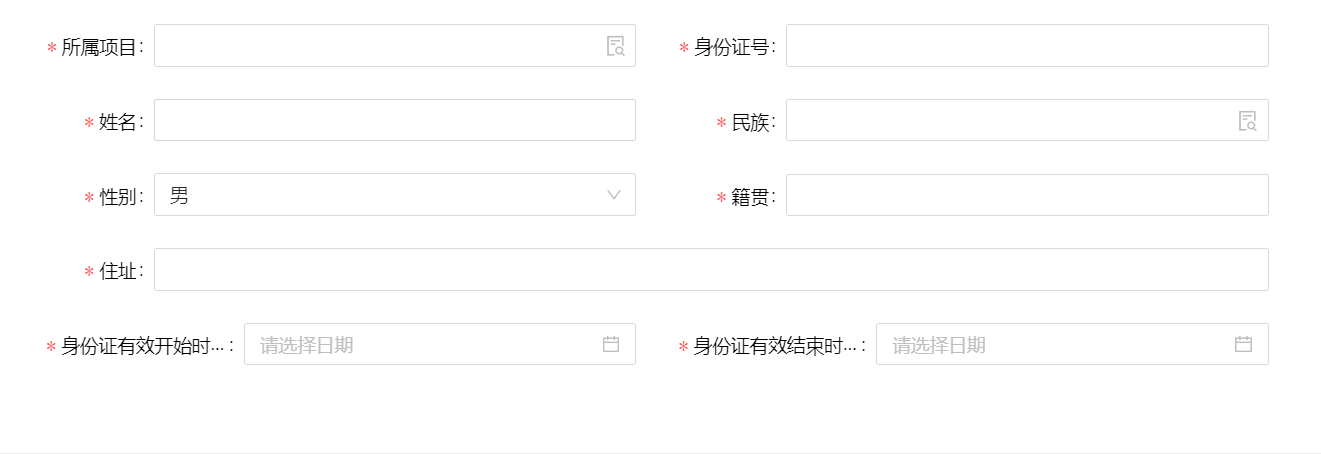 * 所属项目: * 身份证号:
* 姓名: * 民族:
* 性别: 男 * 籍贯:
* 住址:
* 身份证有效开始时...: 请选择日期 * 身份证有效结束时...: 请选择日期